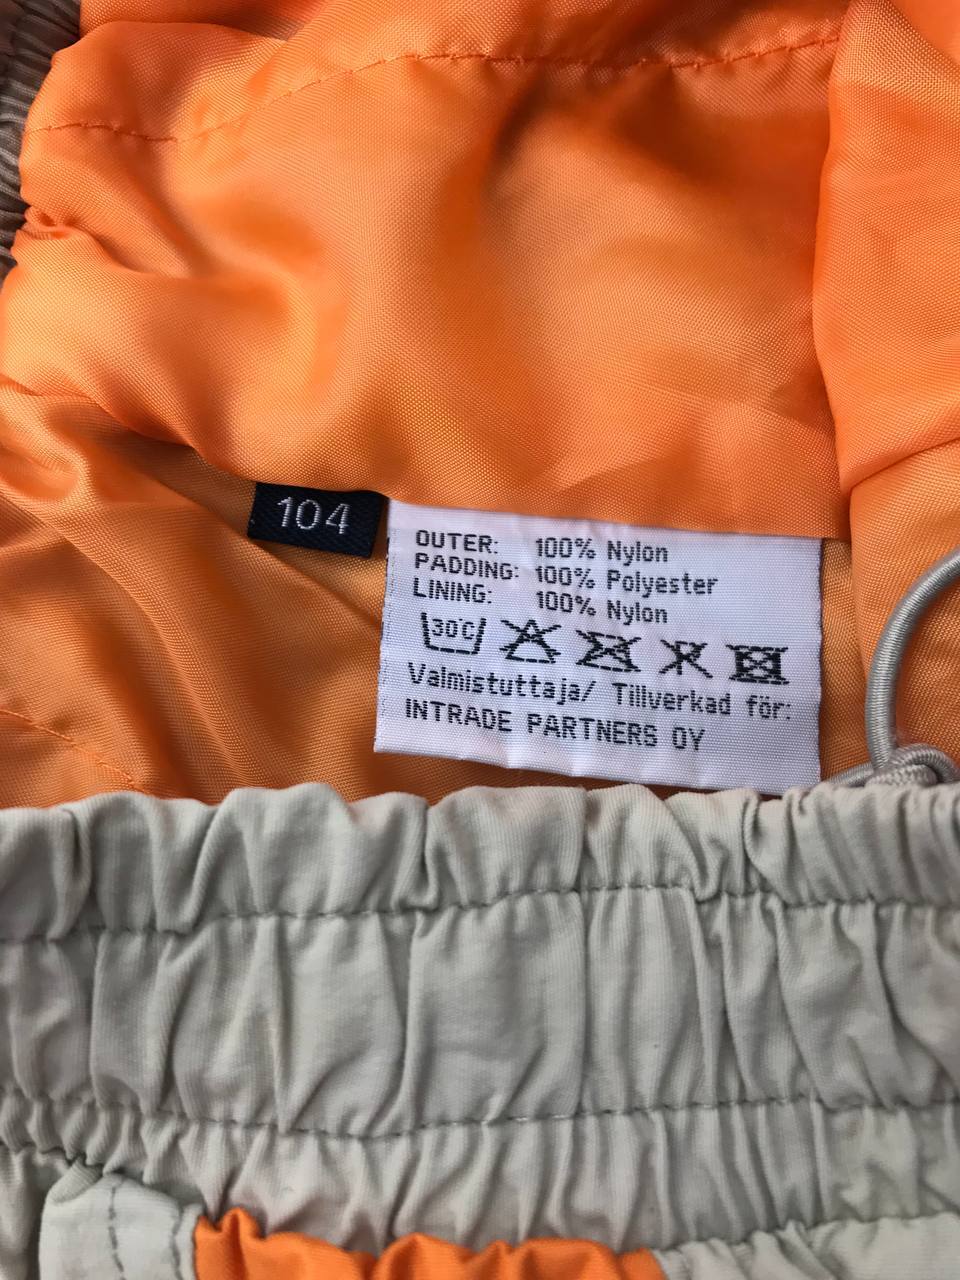 104
OUTER: 100% Nylon
PADDING: 100% Polyester
LINING: 100% Nylon
30°C
Valmistuttaja/ Tillverkad för:
INTRADE PARTNERS OY